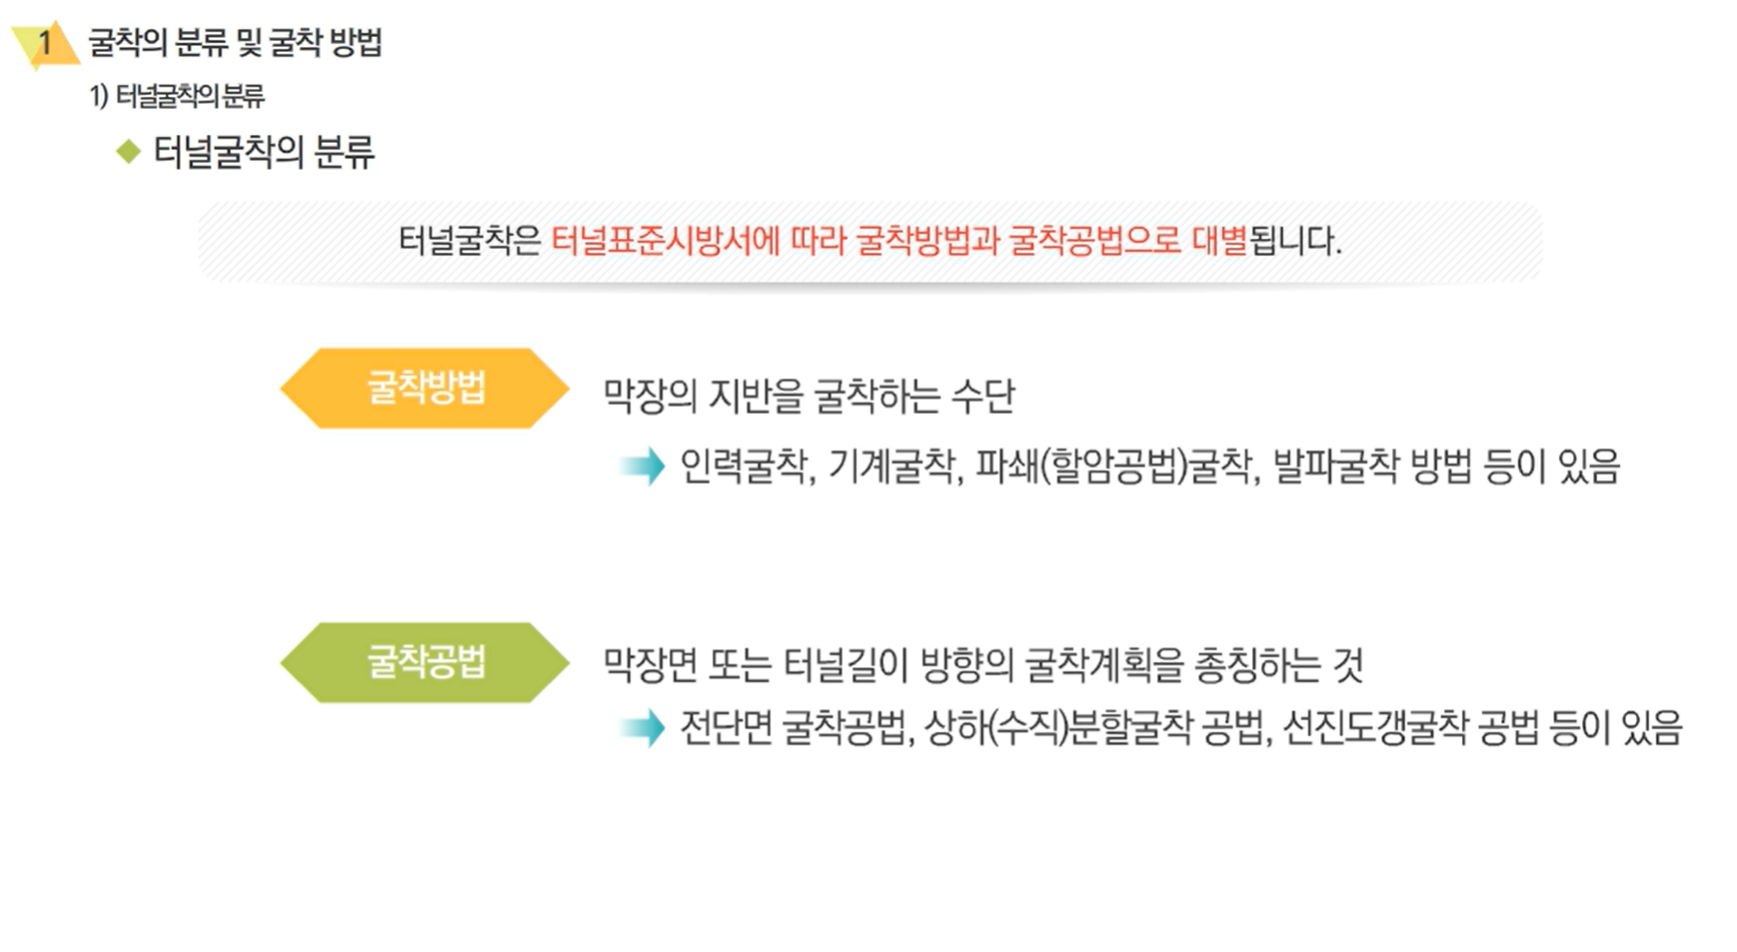 1 굴착의 분류 및 굴착 방법
1) 터널굴착의 분류
터널굴착의 분류
터널굴착은 터널표준시방서에 따라 굴착방법과 굴착공법으로 대별됩니다.
굴착방법
막장의 지반을 굴착하는 수단
인력굴착, 기계굴착, 파쇄(할암공법)굴착, 발파굴착 방법 등이 있음
굴착공법
막장면 또는 터널길이 방향의 굴착계획을 총칭하는 것
전단면 굴착공법, 상하(수직)분할굴착 공법, 선진도갱굴착 공법 등이 있음